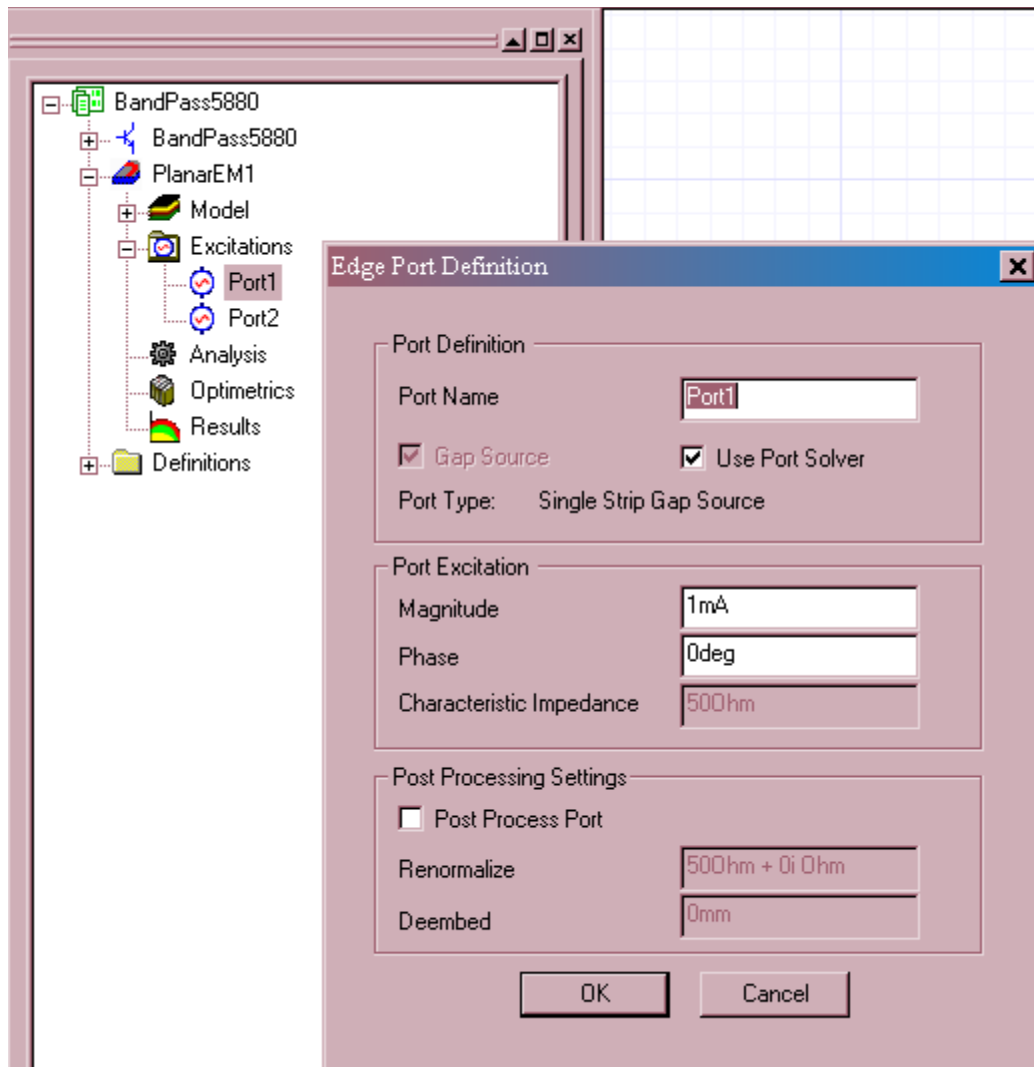 BandPass5880
BandPass5880
PlanarEM1
Model
Excitations
Port1
Port2
Analysis
Optimetrics
Results
Definitions
Edge Port Definition
Port Definition
Port Name
Port1
Gap Source
Use Port Solver
Port Type: Single Strip Gap Source
Port Excitation
Magnitude
1mA
Phase
0deg
Characteristic Impedance
50Ohm
Post Processing Settings
Post Process Port
Renormalize
50Ohm + 0i Ohm
Deembed
0mm
OK
Cancel